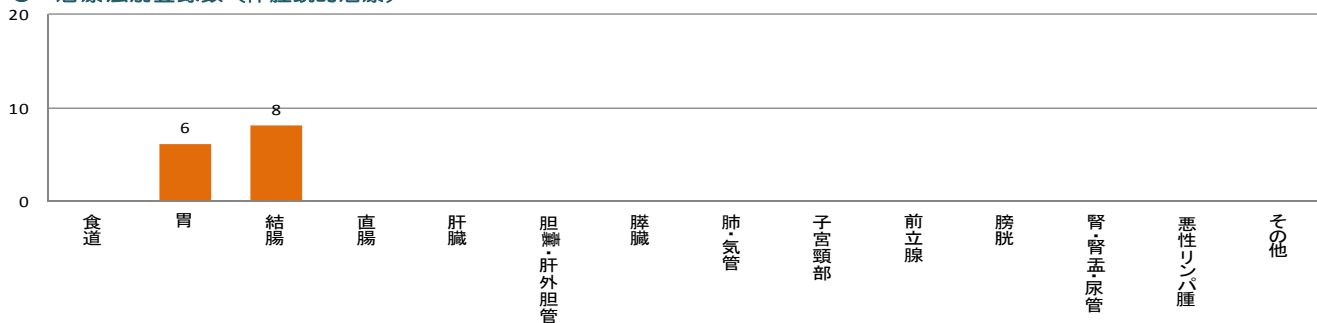 20
10
0
6
8
食道
胃
結腸
直腸
肝臓
胆嚢・肝外胆管
膵臓
肺・気管
子宮頸部
前立腺
膀胱
腎・腎盂・尿管
悪性リンパ腫
その他